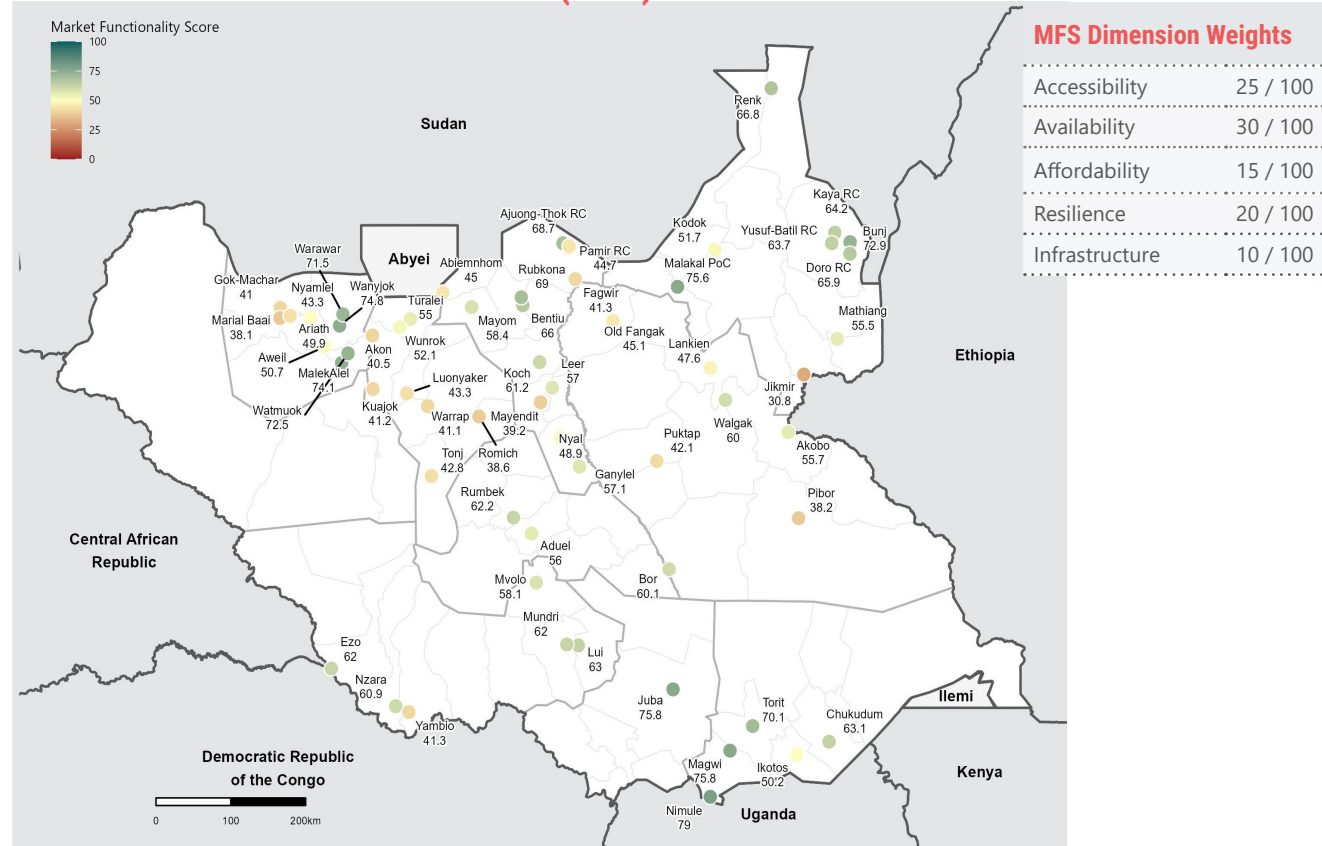 Market Functionality Score
100
75
50
25
0
MFS Dimension Weights
Accessibility 25 / 100
Availability 30 / 100
Affordability 15 / 100
Resilience 20 / 100
Infrastructure 10 / 100
Sudan
Renk
66.8
Kaya RC
64.2
Yusuf-Batil RC
63.7
Bunj
72.9
Doro RC
65.9
Kodok
51.7
Malakal PoC
75.6
Ajuong-Thok RC
68.7
Pamir RC
44.7
Abyei
Abiemnhom
45
Rubkona
69
Warawar
71.5
Gok-Machar
41
Nyamlel
43.3
Wanyjok
74.8
Turalei
55
Fagwir
41.3
Marial Baai
38.1
Ariath
49.9
Mayom
58.4
Bentiu
66
Old Fangak
45.1
Mathiang
55.5
Aweil
50.7
Akon
40.5
Wunrok
52.1
Lankien
47.6
Ethiopia
MalekAlel
74.1
Luonyaker
43.3
Koch
61.2
Leer
57
Jikmir
30.8
Watmuok
72.5
Kuajok
41.2
Warrap
41.1
Mayendit
39.2
Walgak
60
Puktap
42.1
Nyal
48.9
Akobo
55.7
Tonj
42.8
Romich
38.6
Ganylel
57.1
Rumbek
62.2
Pibor
38.2
Central African
Republic
Aduel
56
Mvolo
58.1
Bor
60.1
Mundri
62
Lui
63
Ezo
62
Nzara
60.9
Yambio
41.3
Juba
75.8
Torit
70.1
Chukudum
63.1
Ilemi
Magwi
75.8
Ikotos
50.2
Kenya
Democratic Republic
of the Congo
Nimule
79
Uganda
0 100 200km